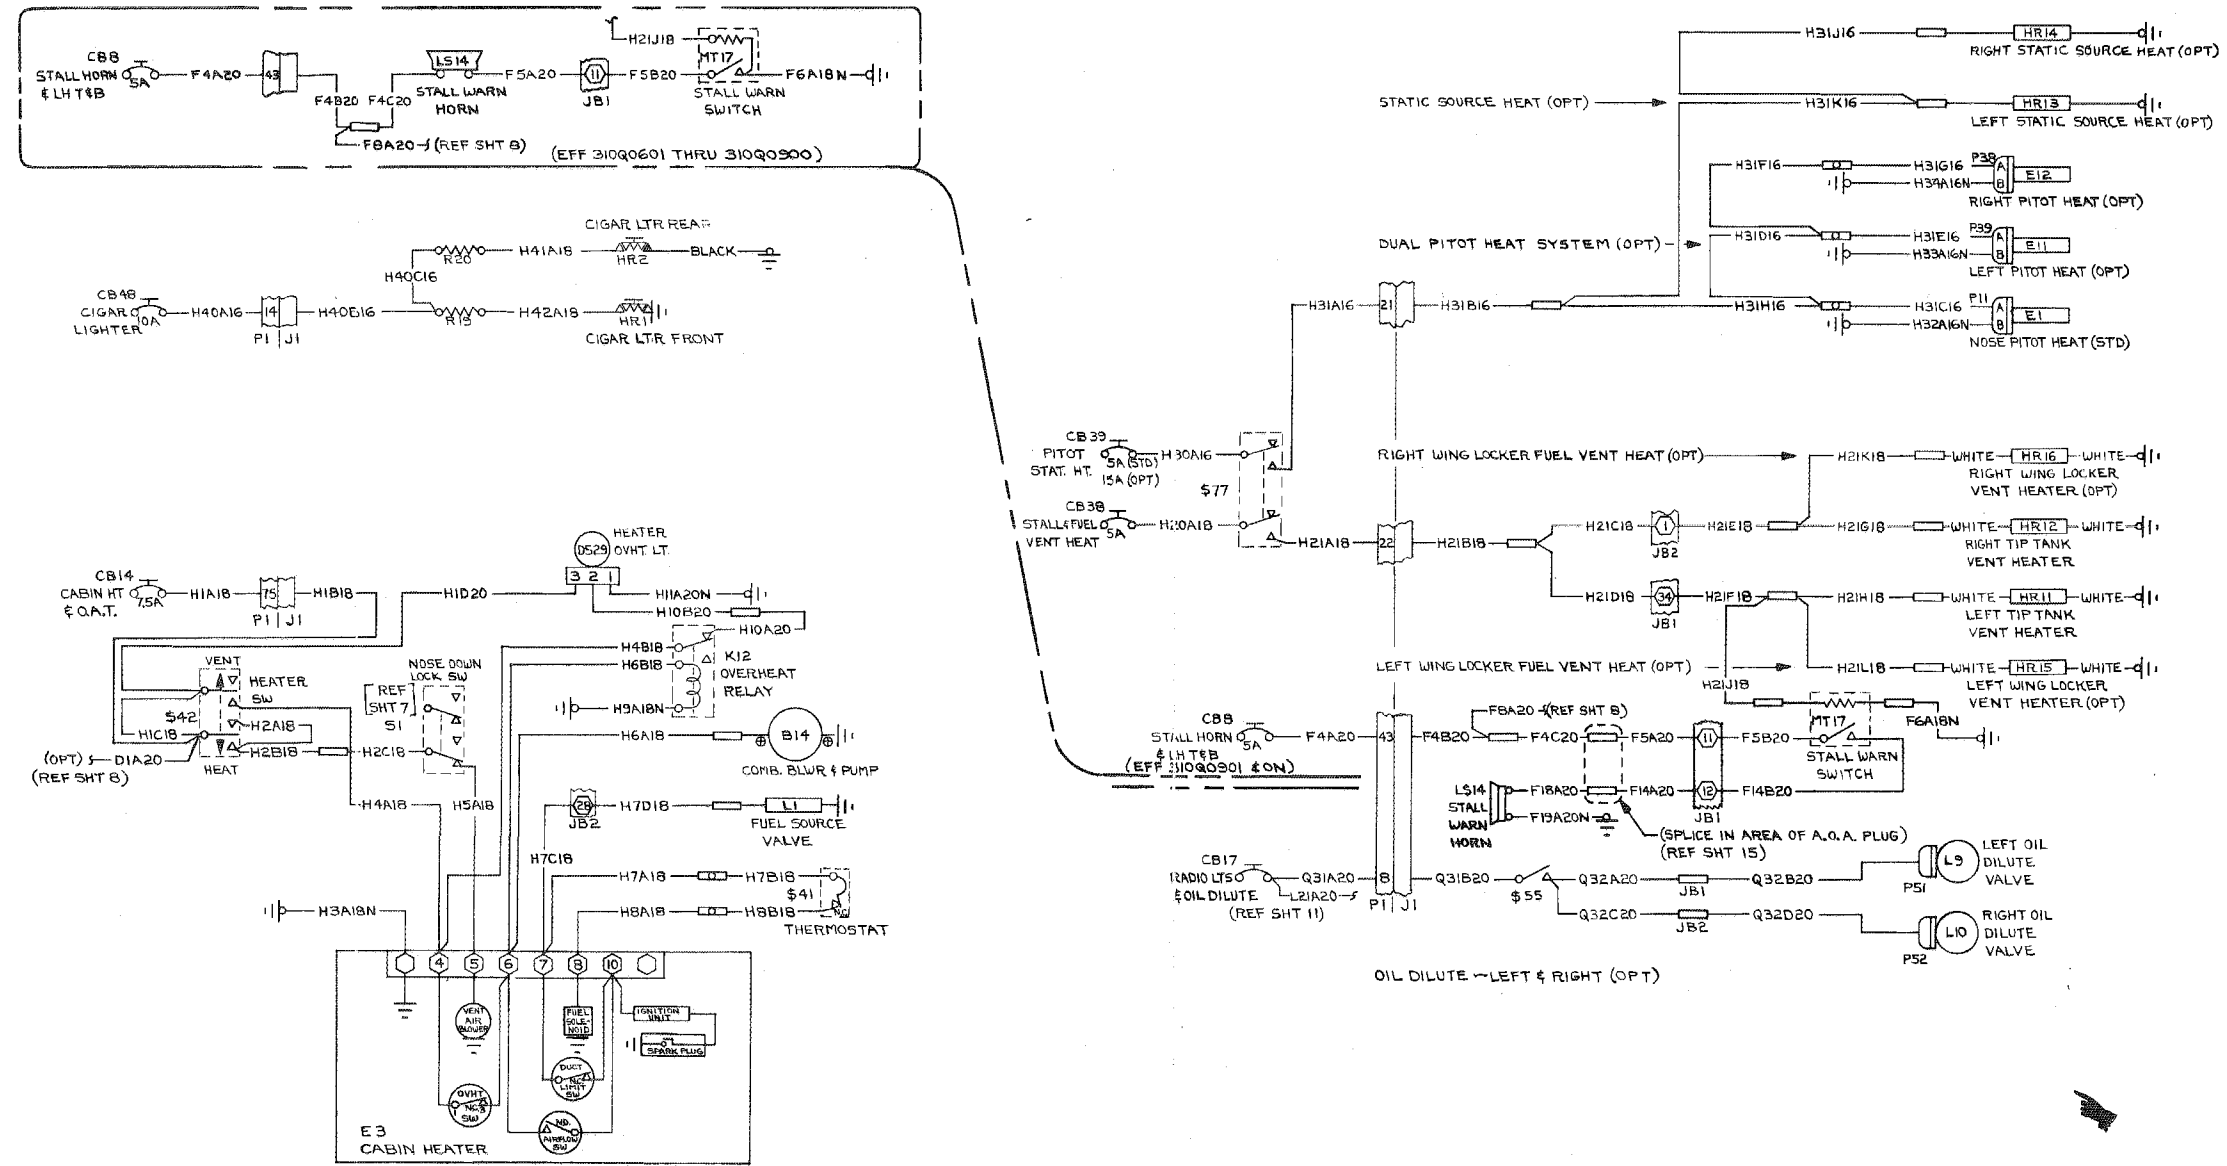 CB8
STALL HORN
& LH T&B
5A
F4A20
43
F4B20
F4C20
LS14
STALL WARN
HORN
F5A20
11
JB1
F5B20
H21J18
MT17
STALL WARN
SWITCH
F6A18N
F8A20
(REF SHT 8)
(EFF 310Q0601 THRU 310Q0900)
CIGAR LTR REAR
R20
H41A18
HR2
BLACK
H40C16
CB48
CIGAR
LIGHTER
10A
H40A16
14
P1
J1
H40B16
R19
H42A18
HR1
CIGAR LTR FRONT
HEATER
OVHT LT.
DS29
3 2 1
CB14
CABIN HT
& O.A.T.
7.5A
H1A18
75
P1
J1
H1B18
H1D20
H11A20N
H10B20
H10A20
H4B18
H6B18
K12
OVERHEAT
RELAY
H9A18N
VENT
HEATER
SW
S42
HEAT
H1C18
H2A18
H2B18
H2C18
(OPT)
(REF SHT 8)
D1A20
NOSE DOWN
LOCK SW
REF
SHT 7
S1
H6A18
B14
COMB. BLWR & PUMP
H4A18
H5A18
28
JB2
H7D18
L1
FUEL SOURCE
VALVE
H7C18
H7A18
H7B18
S41
N.C.
H8A18
H8B18
THERMOSTAT
H3A18N
4
5
6
7
8
10
VENT
AIR
BLOWER
FUEL
SOLE-
NOID
IGNITION
UNIT
SPARK PLUG
DUCT
N.C.
LIMIT
SW
OVHT
1
N.C.
3
SW
N.O.
AIRFLOW
SW
E3
CABIN HEATER
H31J16
HR14
RIGHT STATIC SOURCE HEAT (OPT)
STATIC SOURCE HEAT (OPT)
H31K16
HR13
LEFT STATIC SOURCE HEAT (OPT)
H31F16
H31G16
P38
A
B
E12
H34A16N
RIGHT PITOT HEAT (OPT)
DUAL PITOT HEAT SYSTEM (OPT)
H31D16
H31E16
P39
A
B
E11
H33A16N
LEFT PITOT HEAT (OPT)
H31A16
21
H31B16
H31H16
H31C16
P11
A
B
E1
H32A16N
NOSE PITOT HEAT (STD)
CB39
PITOT
STAT. HT.
5A (STD)
15A (OPT)
H30A16
S77
CB38
STALL & FUEL
VENT HEAT
5A
H20A18
H21A18
22
H21B18
RIGHT WING LOCKER FUEL VENT HEAT (OPT)
H21K18
WHITE
HR16
WHITE
RIGHT WING LOCKER
VENT HEATER (OPT)
H21C18
1
JB2
H21E18
H21G18
WHITE
HR12
WHITE
RIGHT TIP TANK
VENT HEATER
H21D18
34
JB1
H21F18
H21H18
WHITE
HR11
WHITE
LEFT TIP TANK
VENT HEATER
LEFT WING LOCKER FUEL VENT HEAT (OPT)
H21L18
WHITE
HR15
WHITE
LEFT WING LOCKER
VENT HEATER (OPT)
H21J18
MT17
F6A18N
STALL WARN
SWITCH
CB8
STALL HORN
& LH T&B
5A
(EFF 310Q0901 & ON)
F4A20
43
F4B20
F8A20
(REF SHT 8)
F4C20
F5A20
11
F5B20
LS14
STALL
WARN
HORN
F18A20
F14A20
12
JB1
F14B20
F19A20N
(SPLICE IN AREA OF A.O.A. PLUG)
(REF SHT 15)
CB17
RADIO LTS
& OIL DILUTE
(REF SHT 11)
5A
Q31A20
L21A20
8
P1
J1
Q31B20
S55
Q32A20
JB1
Q32B20
P51
L9
LEFT OIL
DILUTE
VALVE
Q32C20
JB2
Q32D20
P52
L10
RIGHT OIL
DILUTE
VALVE
OIL DILUTE - LEFT & RIGHT (OPT)